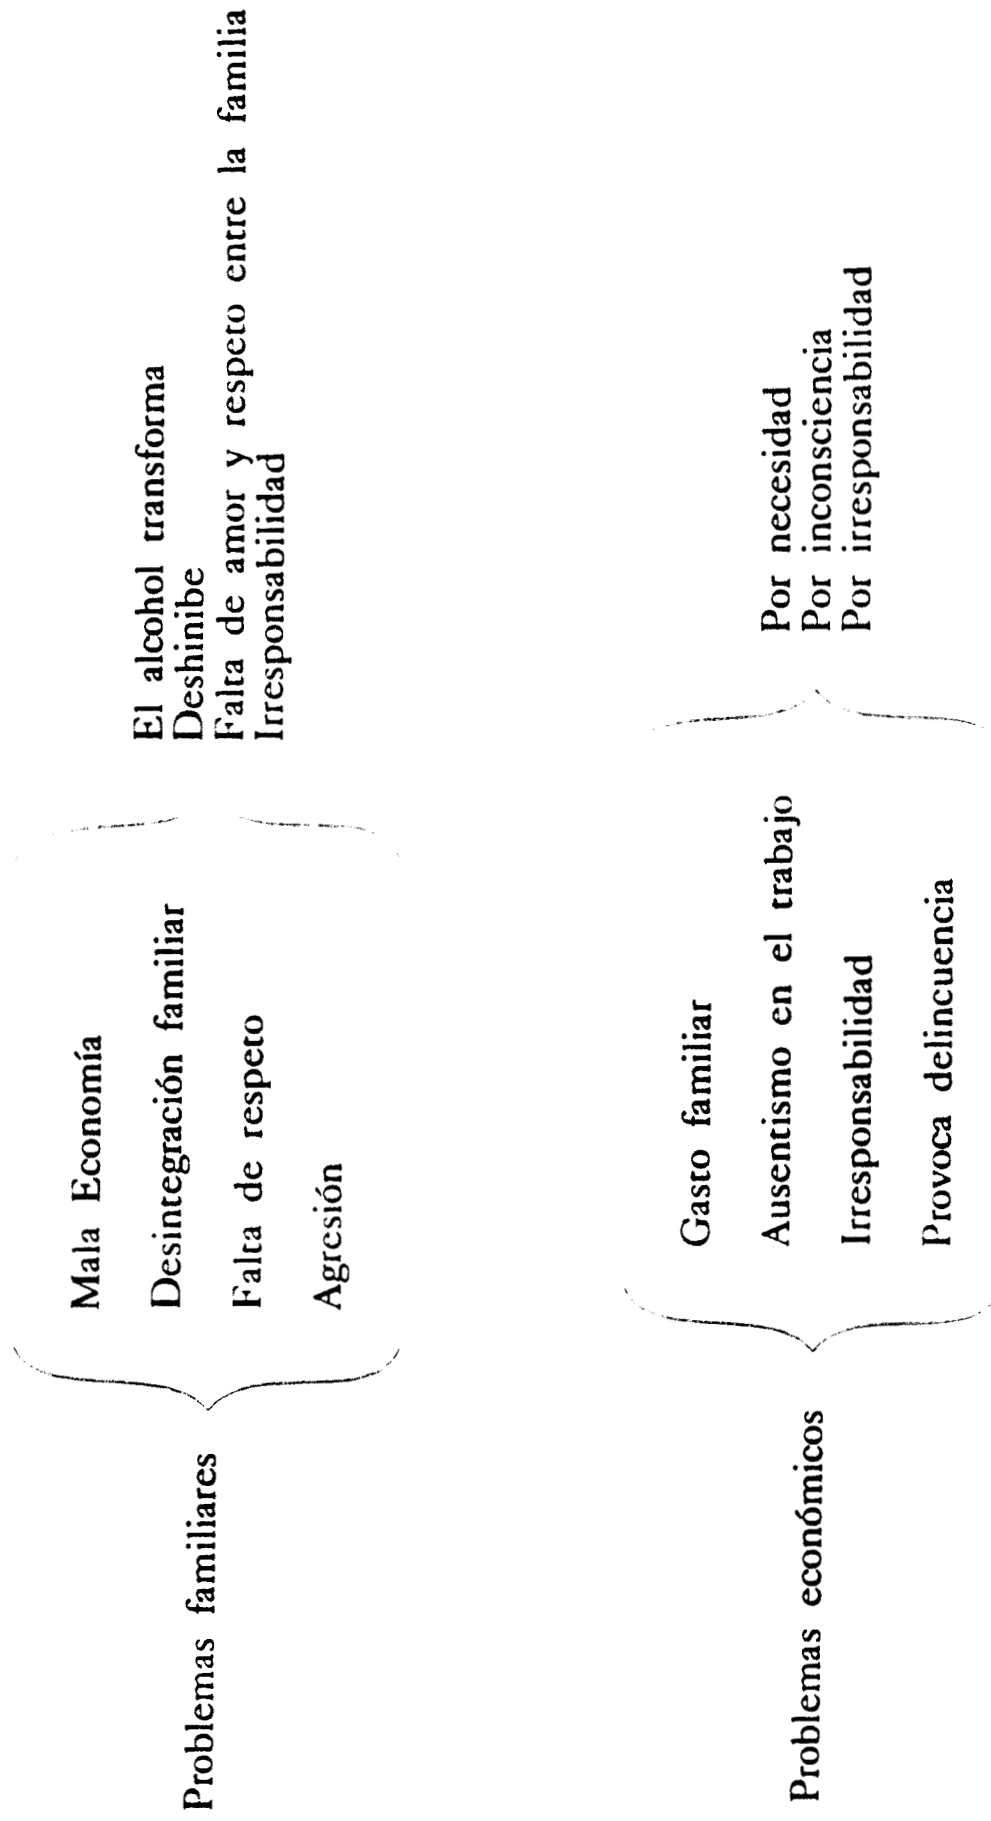 Problemas familiares
Mala Economía
Desintegración familiar
Falta de respeto
Agresión
El alcohol transforma
Deshinibe
Falta de amor y respeto entre la familia
Irresponsabilidad
Problemas económicos
Gasto familiar
Ausentismo en el trabajo
Irresponsabilidad
Provoca delincuencia
Por necesidad
Por inconsciencia
Por irresponsabilidad